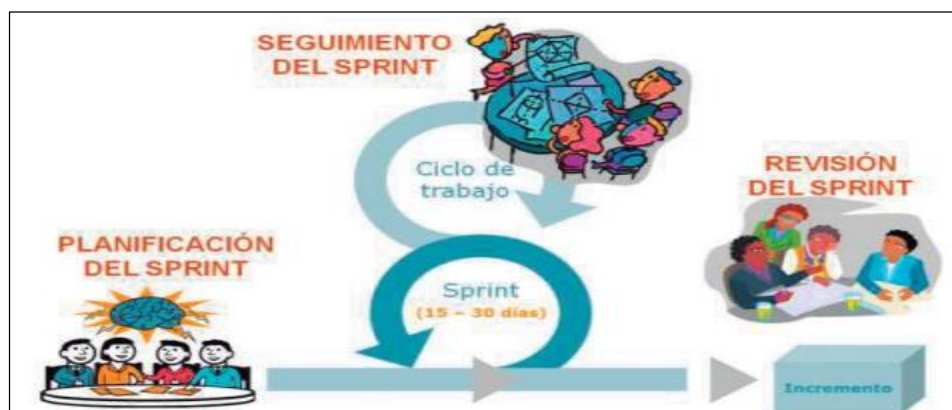 SEGUIMIENTO
DEL SPRINT
Ciclo de
trabajo
REVISIÓN
DEL SPRINT
PLANIFICACIÓN
DEL SPRINT
Sprint
(15 - 30 días)
Incremento